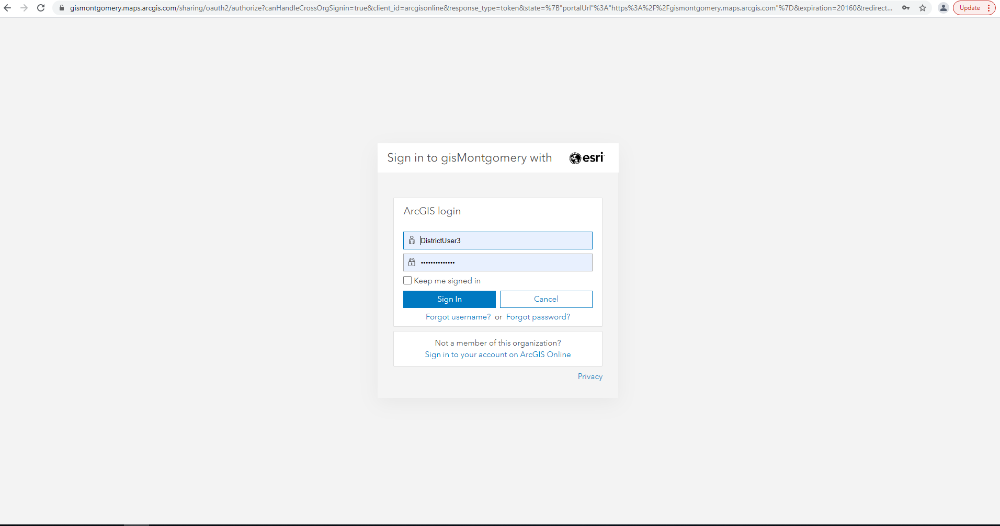 gismontgomery.maps.arcgis.com/sharing/oauth2/authorize?canHandleCrossOrgSignin=true&client_id=arcgisonline&response_type=token&state=%7B"portalUrl"%3A"https%3A%2F%2Fgismontgomery.maps.arcgis.com"%7D&expiration=20160&redirect...
Update
Sign in to gisMontgomery with esri
ArcGIS login
DistrictUser3
••••••••••••••
Keep me signed in
Sign In Cancel
Forgot username? or Forgot password?
Not a member of this organization?
Sign in to your account on ArcGIS Online
Privacy